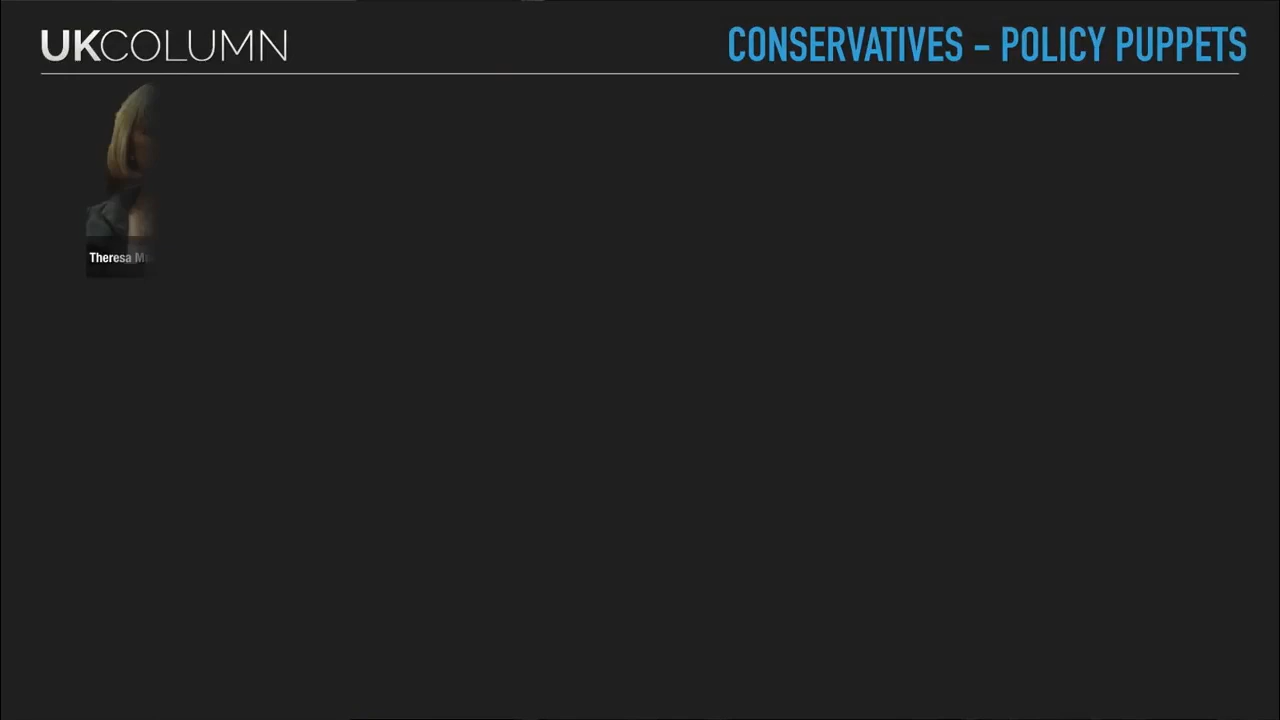 UKCOLUMN
CONSERVATIVES – POLICY PUPPETS
Theresa